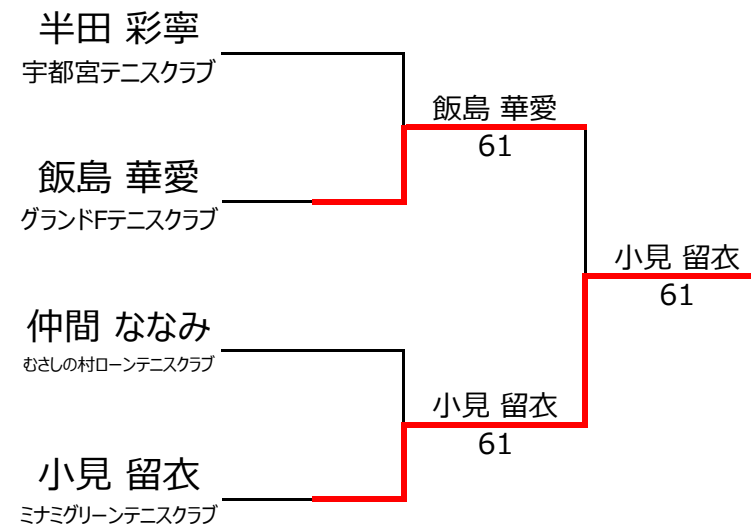 半田 彩寧
宇都宮テニスクラブ
飯島 華愛
61
飯島 華愛
グランドFテニスクラブ
小見 留衣
61
仲間 ななみ
むさしの村ローンテニスクラブ
小見 留衣
61
小見 留衣
ミナミグリーンテニスクラブ